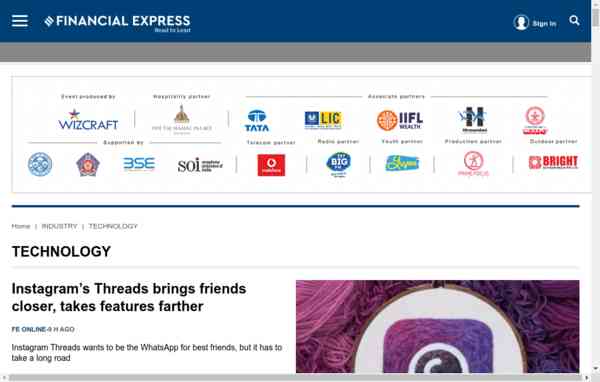 FINANCIAL EXPRESS
Read to Lead
Sign In
Event produced by
Hospitality partner
Associate partners
WIZCRAFT
THE TAJ MAHAL PALACE
TATA
LIC
IIFL
WEALTH
Supported by
Telecome partner
Radio partner
Youth partner
Production partner
Outdoor partner
BSE
soi
vodafone
BIG
BRIGHT
Home | INDUSTRY | TECHNOLOGY
TECHNOLOGY
Instagram's Threads brings friends
closer, takes features farther
FE ONLINE-9 H AGO
Instagram Threads wants to be the WhatsApp for best friends, but it has to
take a long road